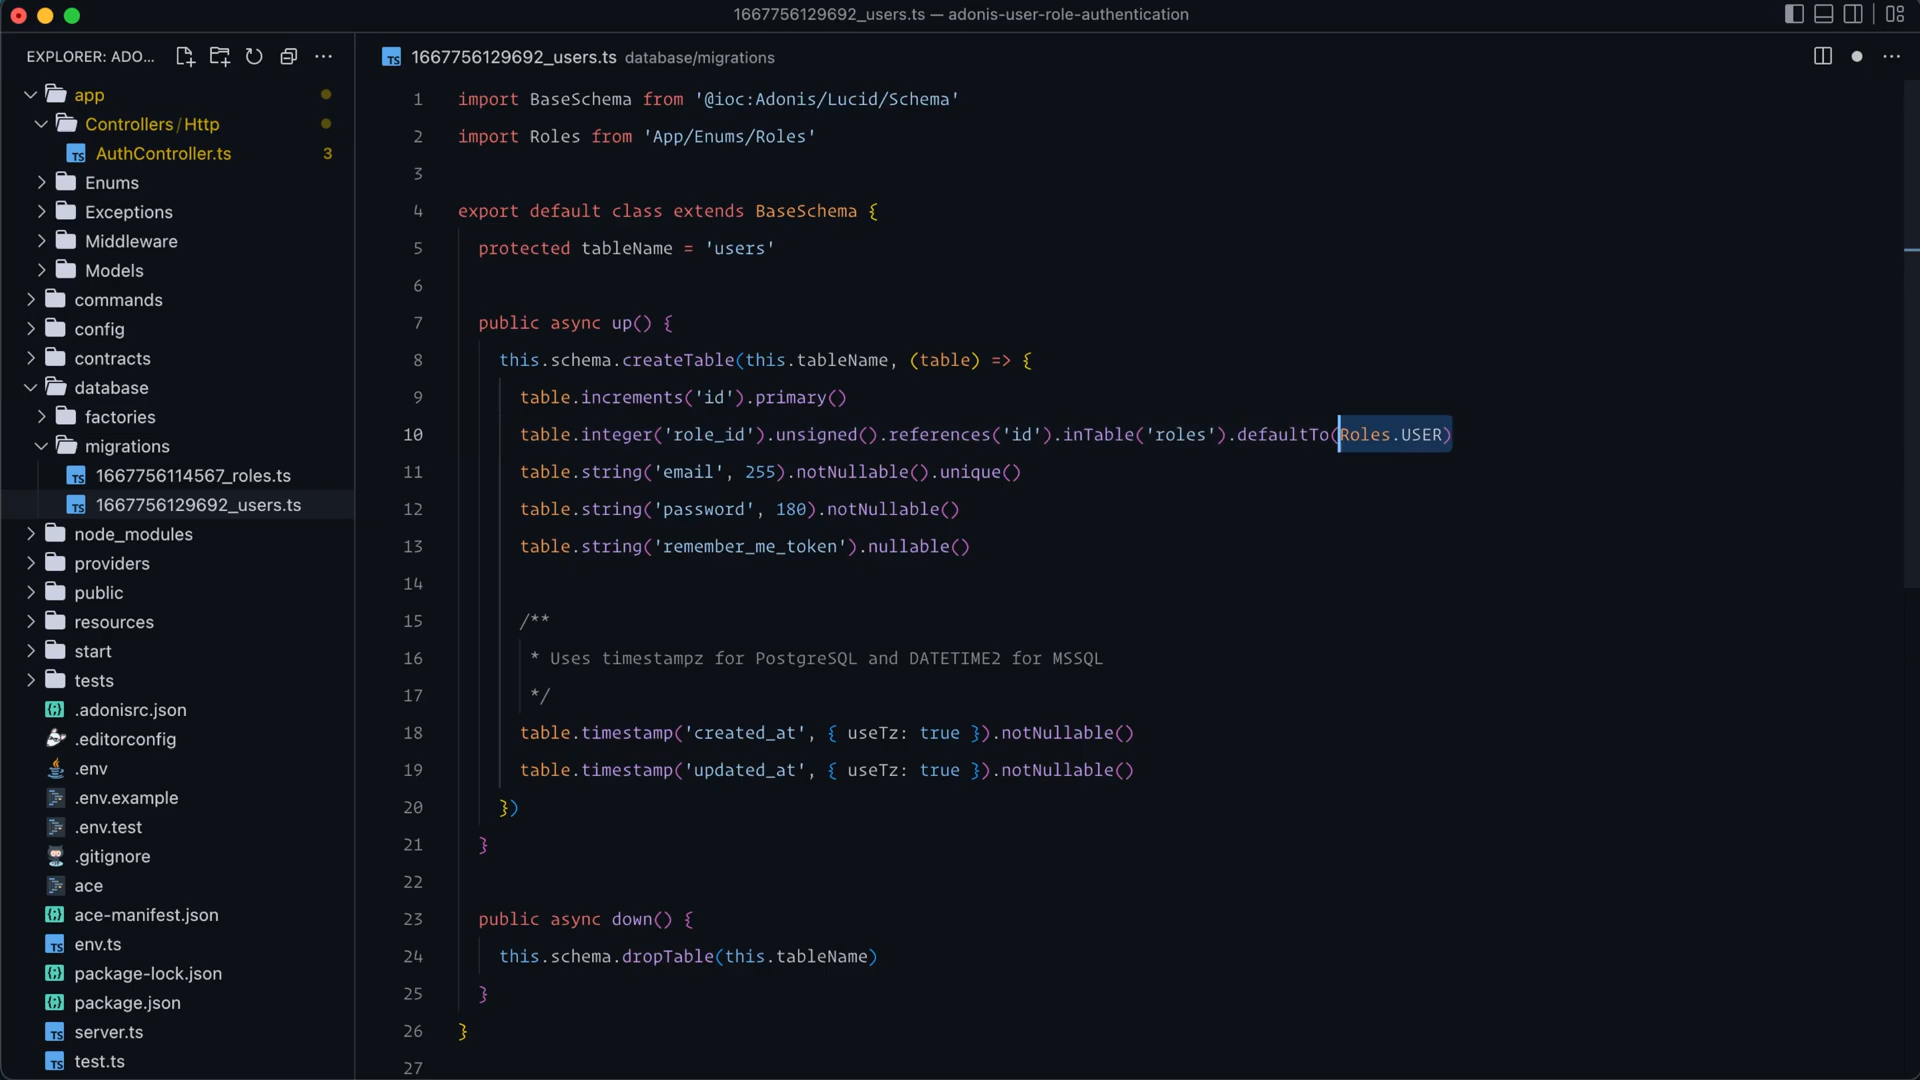 1667756129692_users.ts — adonis-user-role-authentication
EXPLORER: ADO...
app
Controllers / Http
AuthController.ts 3
Enums
Exceptions
Middleware
Models
commands
config
contracts
database
factories
migrations
1667756114567_roles.ts
1667756129692_users.ts
node_modules
providers
public
resources
start
tests
.adonisrc.json
.editorconfig
.env
.env.example
.env.test
.gitignore
ace
ace-manifest.json
env.ts
package-lock.json
package.json
server.ts
test.ts
1667756129692_users.ts database/migrations
1 import BaseSchema from '@ioc:Adonis/Lucid/Schema'
2 import Roles from 'App/Enums/Roles'
3
4 export default class extends BaseSchema {
5 protected tableName = 'users'
6
7 public async up() {
8 this.schema.createTable(this.tableName, (table) => {
9 table.increments('id').primary()
10 table.integer('role_id').unsigned().references('id').inTable('roles').defaultTo(Roles.USER)
11 table.string('email', 255).notNullable().unique()
12 table.string('password', 180).notNullable()
13 table.string('remember_me_token').nullable()
14
15 /**
16 * Uses timestampz for PostgreSQL and DATETIME2 for MSSQL
17 */
18 table.timestamp('created_at', { useTz: true }).notNullable()
19 table.timestamp('updated_at', { useTz: true }).notNullable()
20 })
21 }
22
23 public async down() {
24 this.schema.dropTable(this.tableName)
25 }
26 }
27